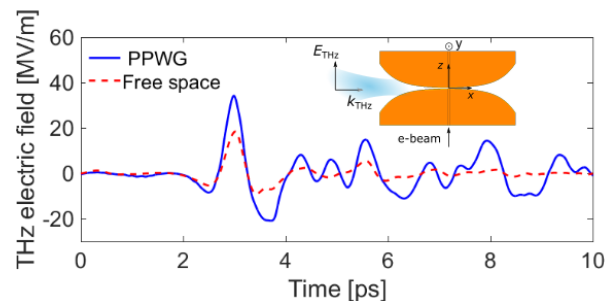 THz electric field [MV/m]
60
40
20
0
-20
PPWG
Free space
E_THz
k_THz
y
z
x
e-beam
0
2
4
6
8
10
Time [ps]